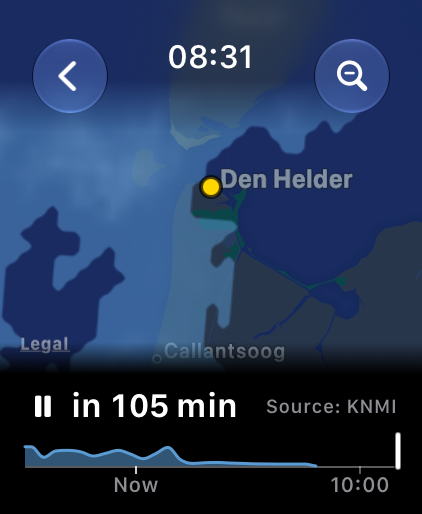 08:31
Den Helder
Legal
Callantsoog
in 105 min
Source: KNMI
Now
10:00